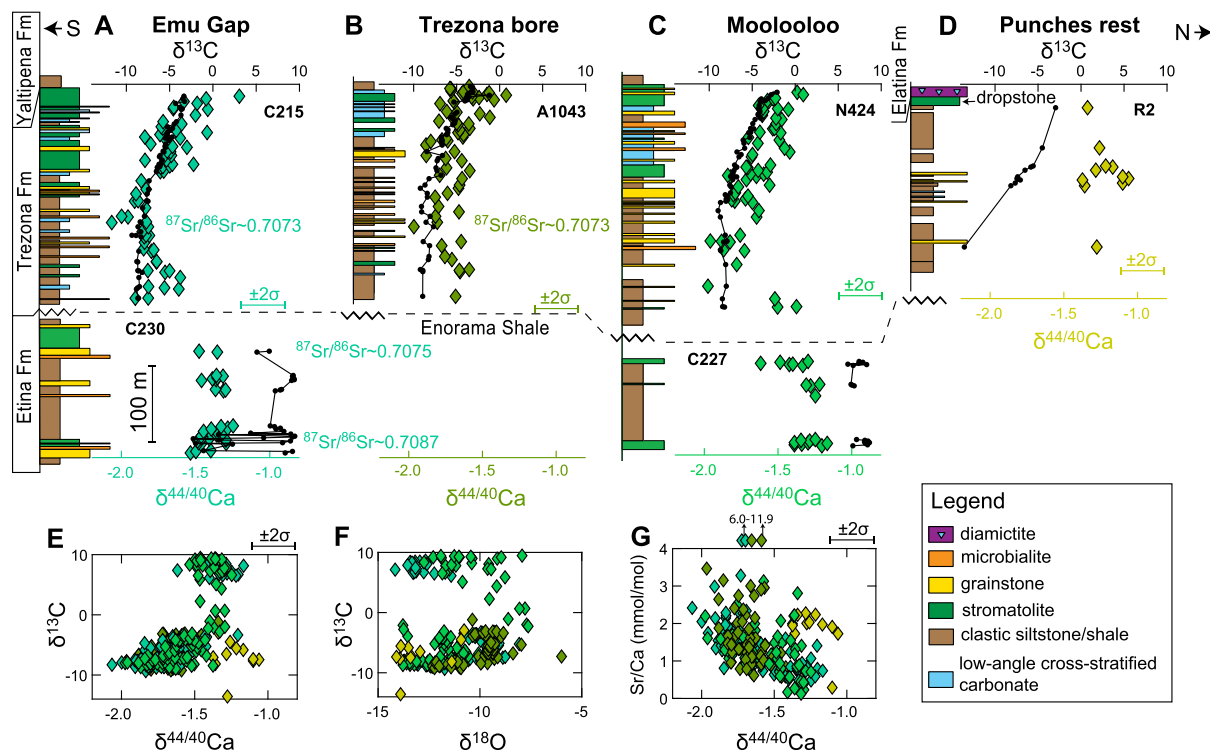 ← S
A
Emu Gap
δ¹³C
-10 -5 0 5 10
C215
⁸⁷Sr/⁸⁶Sr~0.7073
±2σ
C230
⁸⁷Sr/⁸⁶Sr~0.7075
100 m
⁸⁷Sr/⁸⁶Sr~0.7087
-2.0 -1.5 -1.0
δ⁴⁴/⁴⁰Ca
Yaltipena Fm
Trezona Fm
Etina Fm
B
Trezona bore
δ¹³C
-10 -5 0 5 10
A1043
⁸⁷Sr/⁸⁶Sr~0.7073
±2σ
Enorama Shale
-2.0 -1.5 -1.0
δ⁴⁴/⁴⁰Ca
C
Moolooloo
δ¹³C
-10 -5 0 5 10
N424
±2σ
C227
-2.0 -1.5 -1.0
δ⁴⁴/⁴⁰Ca
D
Punches rest
N→
δ¹³C
-10 -5 0 5 10
Elatina Fm
dropstone
R2
±2σ
-2.0 -1.5 -1.0
δ⁴⁴/⁴⁰Ca
E
±2σ
δ¹³C
10
0
-10
-2.0 -1.5 -1.0
δ⁴⁴/⁴⁰Ca
F
δ¹³C
10
0
-10
-15 -10 -5
δ¹⁸O
G
6.0-11.9
±2σ
Sr/Ca (mmol/mol)
4
3
2
1
0
-2.0 -1.5 -1.0
δ⁴⁴/⁴⁰Ca
Legend
diamictite
microbialite
grainstone
stromatolite
clastic siltstone/shale
low-angle cross-stratified
carbonate